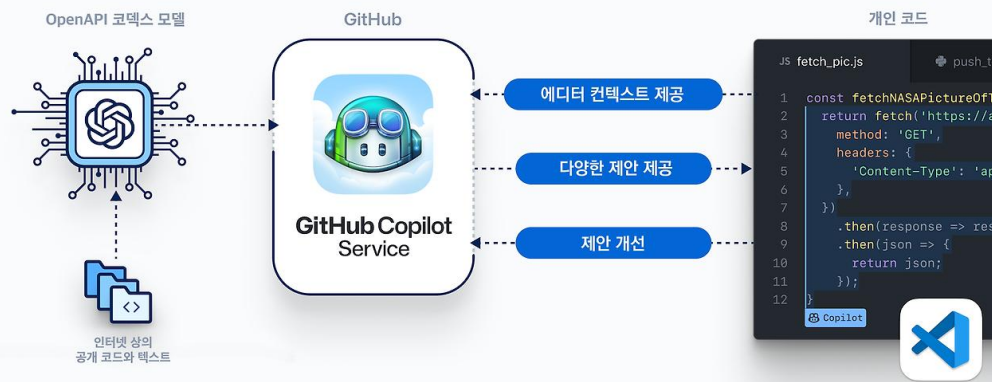 OpenAPI 코덱스 모델
GitHub
개인 코드
에디터 컨텍스트 제공
다양한 제안 제공
제안 개선
GitHub Copilot
Service
인터넷 상의
공개 코드와 텍스트
JS fetch_pic.js
push_t
1 const fetchNASAPictureOfT
2 return fetch('https://a
3 method: 'GET',
4 headers: {
5 'Content-Type': 'ap
6 },
7 })
8 .then(response => res
9 .then(json => {
10 return json;
11 });
12 }
Copilot